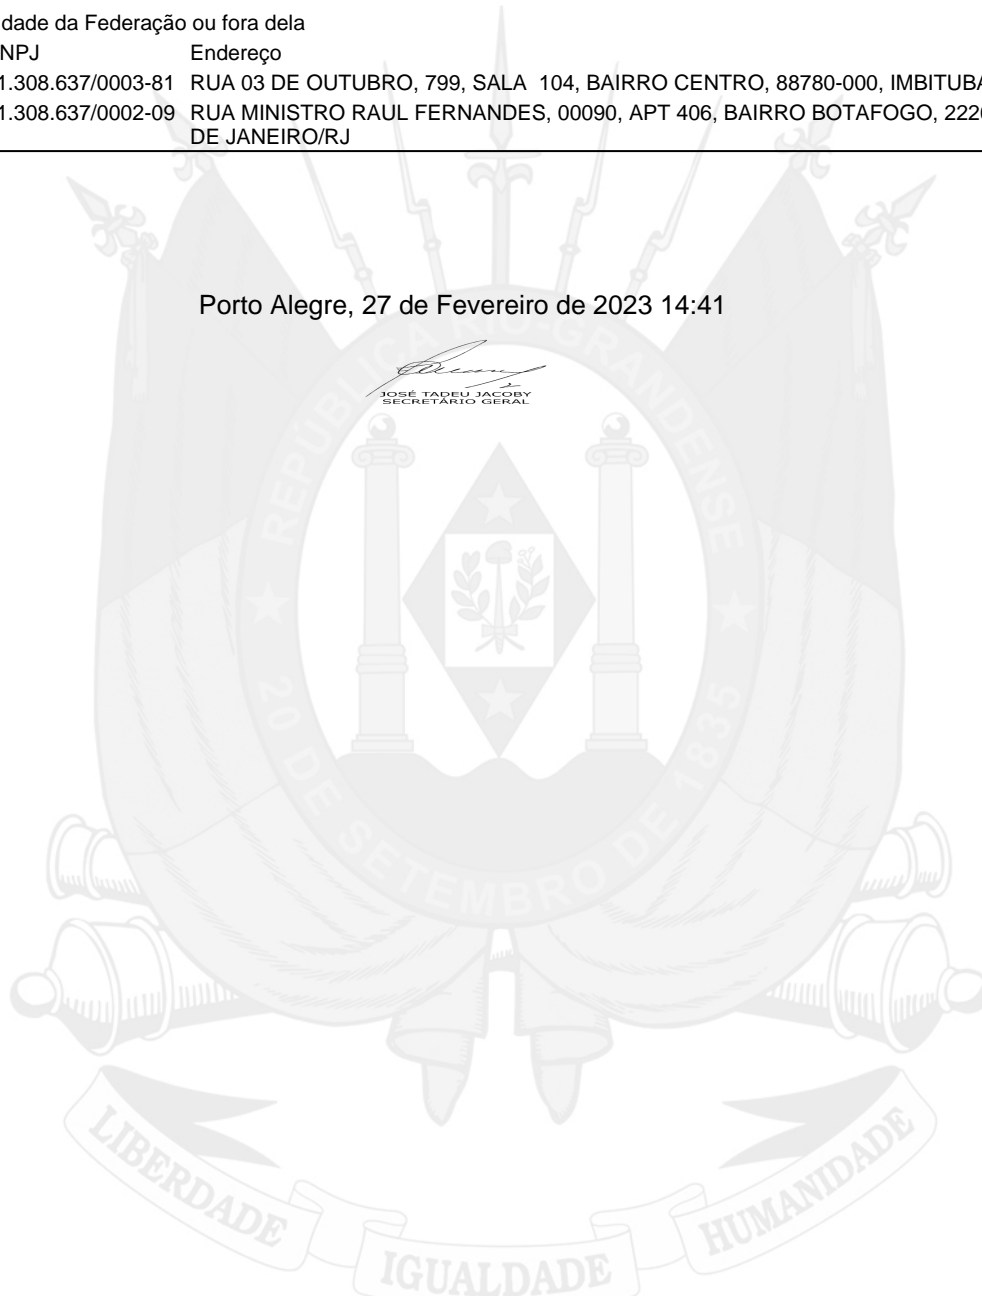 dade da Federação ou fora dela
NPJ Endereço
1.308.637/0003-81 RUA 03 DE OUTUBRO, 799, SALA 104, BAIRRO CENTRO, 88780-000, IMBITUBA
1.308.637/0002-09 RUA MINISTRO RAUL FERNANDES, 00090, APT 406, BAIRRO BOTAFOGO, 222
DE JANEIRO/RJ
Porto Alegre, 27 de Fevereiro de 2023 14:41
JOSÉ TADEU JACOBY
SECRETÁRIO GERAL
REPÚBLICA RIO-GRANDENSE
20 DE SETEMBRO DE 1835
LIBERDADE
IGUALDADE
HUMANIDADE